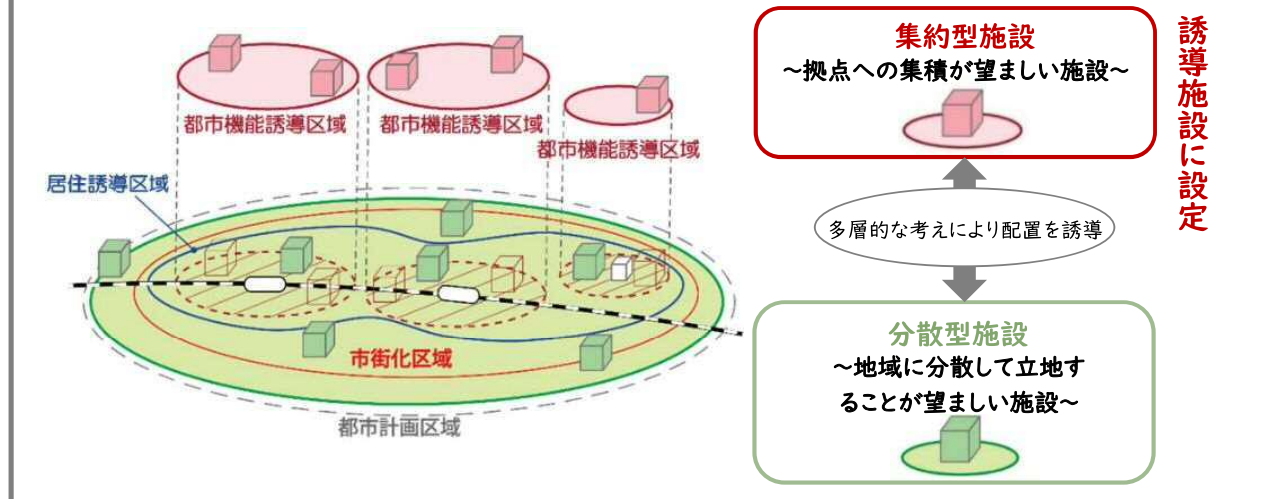 都市機能誘導区域
都市機能誘導区域
都市機能誘導区域
居住誘導区域
市街化区域
都市計画区域
集約型施設
~拠点への集積が望ましい施設~
多層的な考えにより配置を誘導
分散型施設
~地域に分散して立地す
ることが望ましい施設~
誘導施設に設定